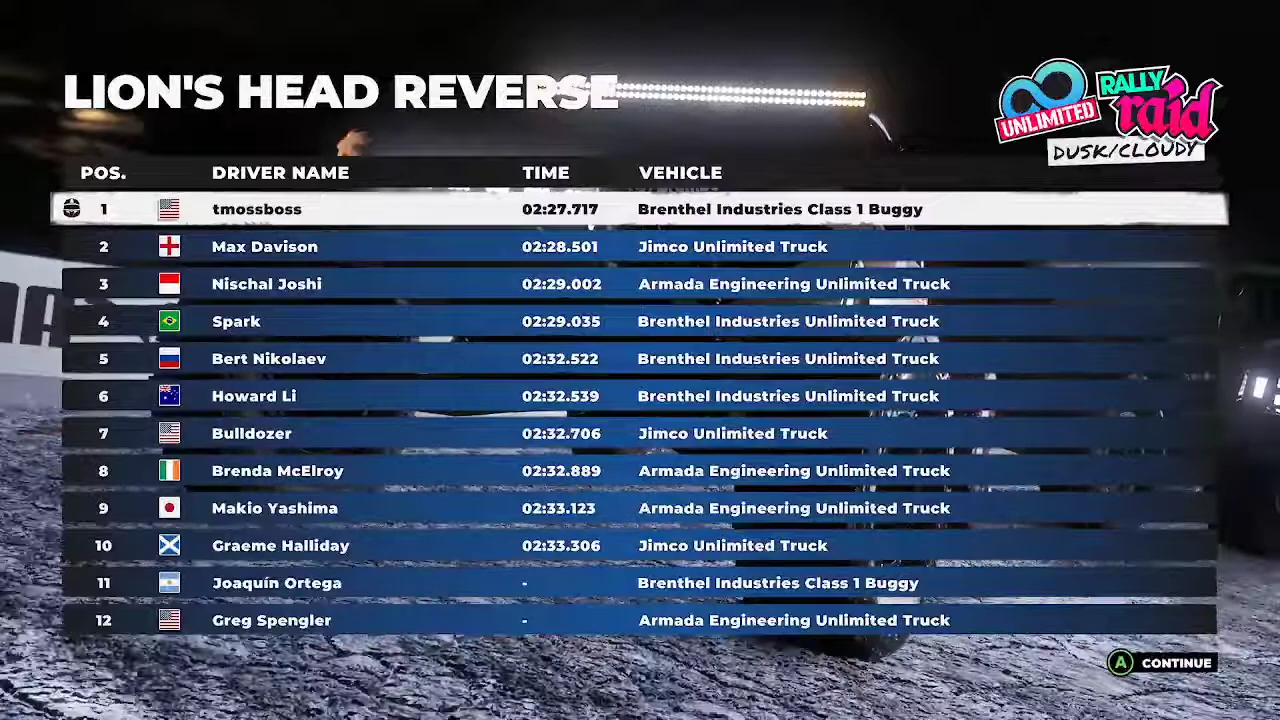 LION'S HEAD REVERSE
UNLIMITED RALLY raid
DUSK/CLOUDY
POS. DRIVER NAME TIME VEHICLE
1 tmossboss 02:27.717 Brenthel Industries Class 1 Buggy
2 Max Davison 02:28.501 Jimco Unlimited Truck
3 Nischal Joshi 02:29.002 Armada Engineering Unlimited Truck
4 Spark 02:29.035 Brenthel Industries Unlimited Truck
5 Bert Nikolaev 02:32.522 Brenthel Industries Unlimited Truck
6 Howard Li 02:32.539 Brenthel Industries Unlimited Truck
7 Bulldozer 02:32.706 Jimco Unlimited Truck
8 Brenda McElroy 02:32.889 Armada Engineering Unlimited Truck
9 Makio Yashima 02:33.123 Armada Engineering Unlimited Truck
10 Graeme Halliday 02:33.306 Jimco Unlimited Truck
11 Joaquín Ortega - Brenthel Industries Class 1 Buggy
12 Greg Spengler - Armada Engineering Unlimited Truck
A CONTINUE